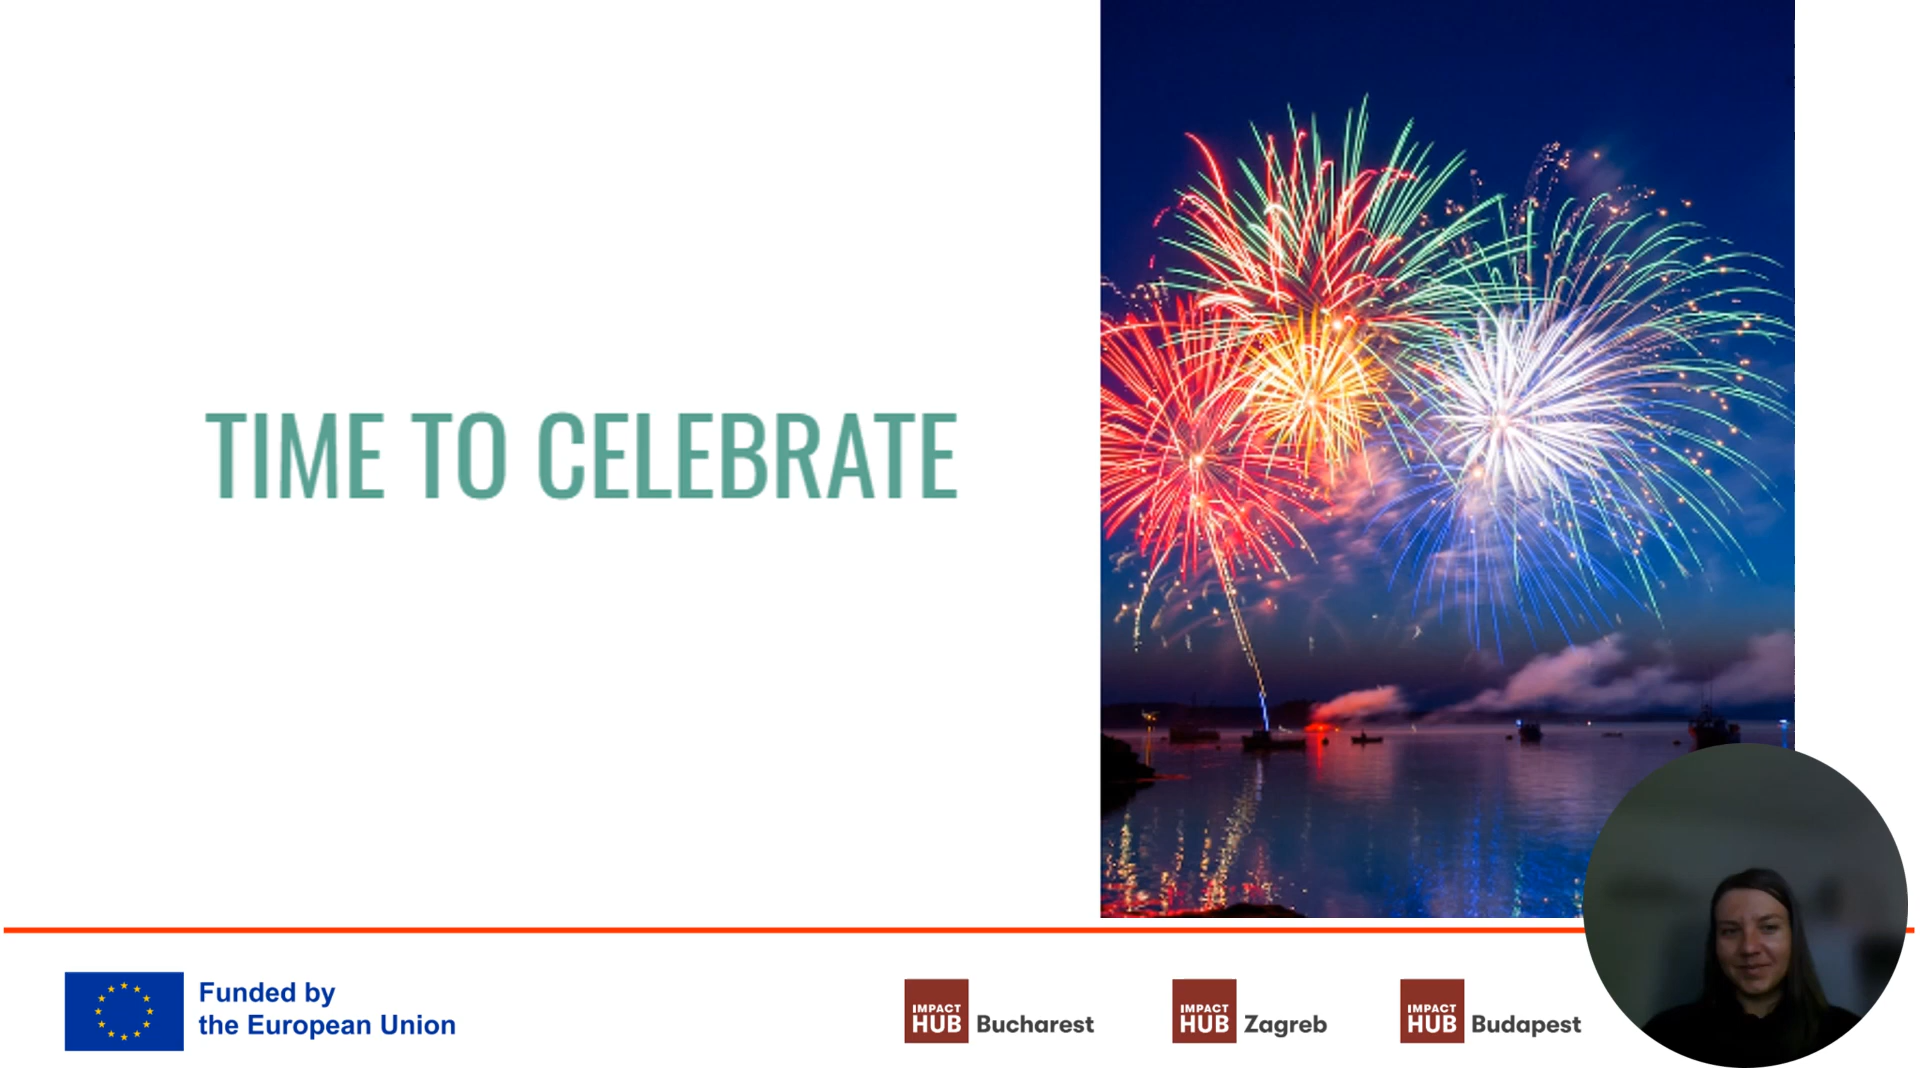 TIME TO CELEBRATE
Funded by
the European Union
IMPACT
HUB
Bucharest
IMPACT
HUB
Zagreb
IMPACT
HUB
Budapest